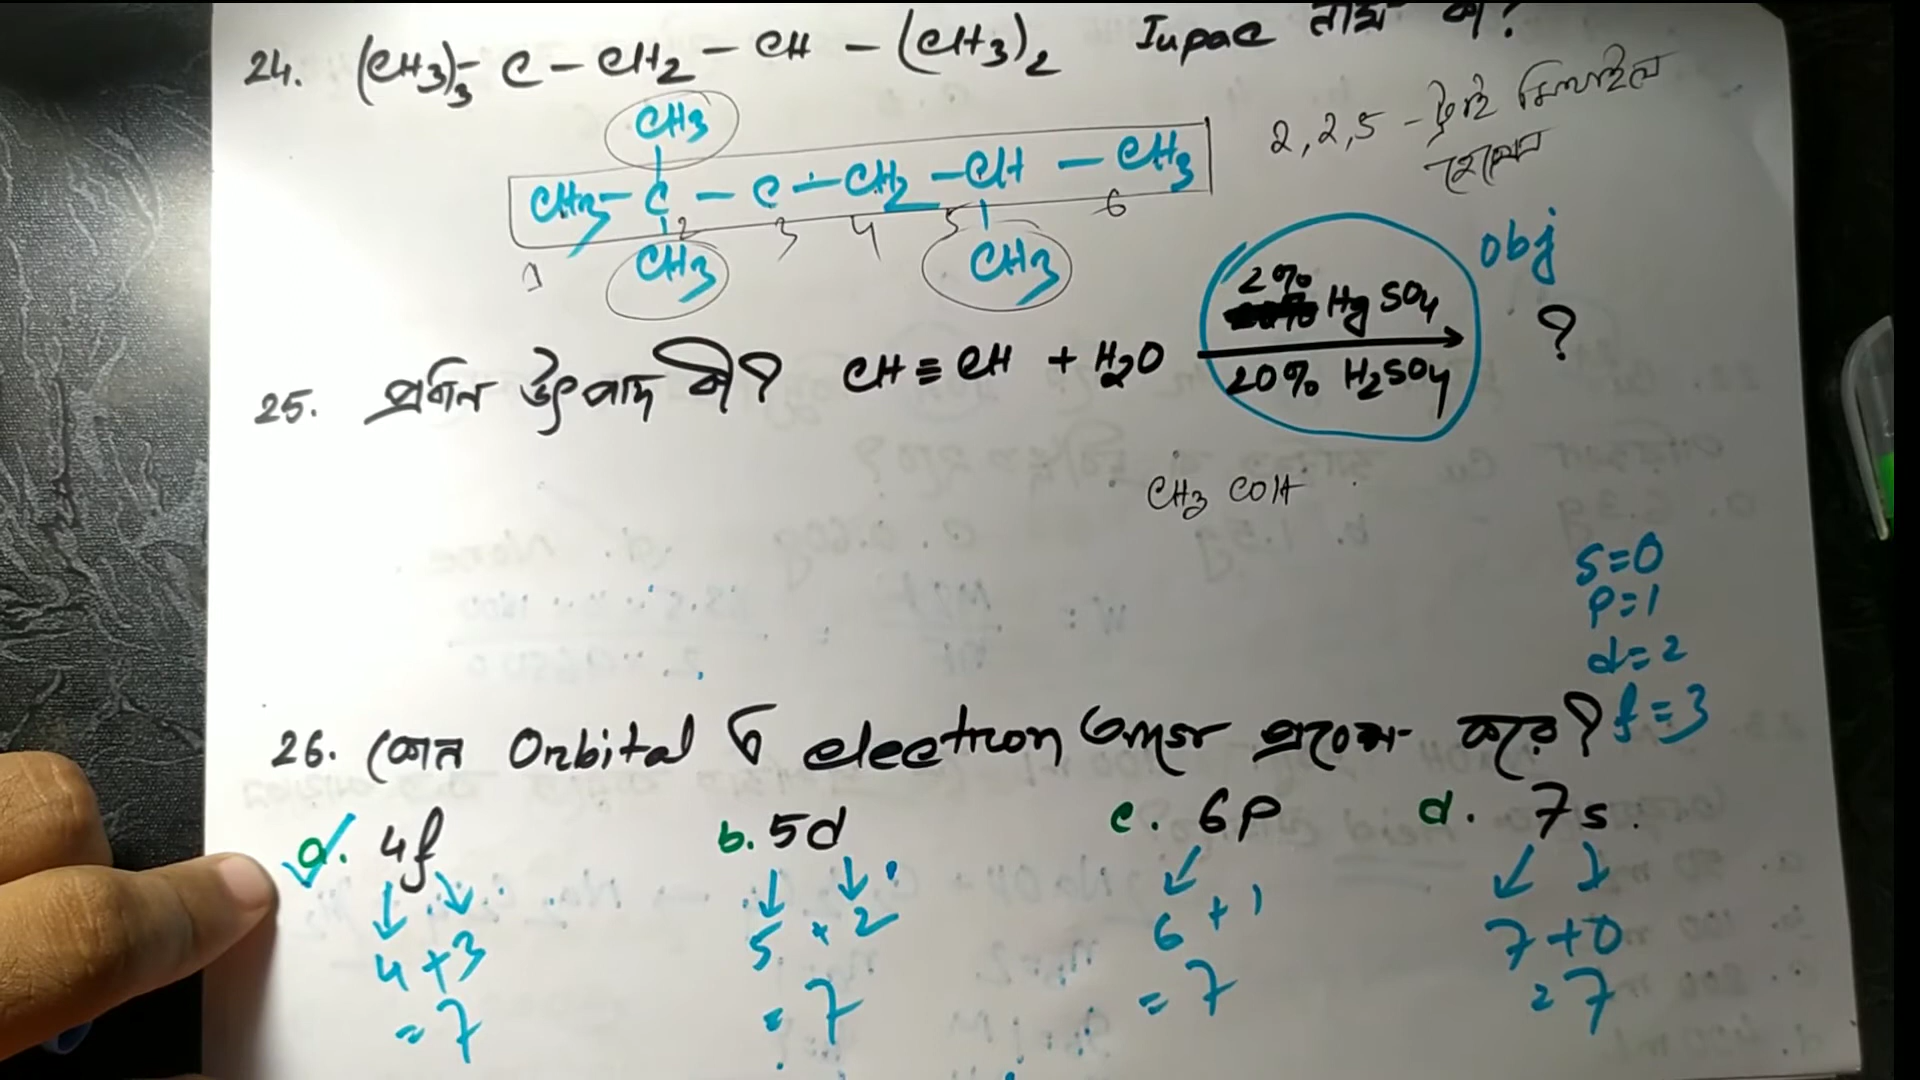 24. (CH3)3 - C - CH2 - CH - (CH3)2 Iupac নাম কী?
CH3
CH3 - C - C - CH2 - CH - CH3
1 2 3 4 5 6
CH3 CH3
2,2,5 - ট্রাই মিথাইল
হেক্সেন
obj
25. প্রধান উৎপাদ কী? CH ≡ CH + H2O 2% HgSO4 → 20% H2SO4 ?
CH3 COH
s=0
p=1
d=2
f=3
26. কোন Orbital টি electron আগে প্রবেশ করে?
a. 4f b. 5d c. 6p d. 7s.
4+3 5+2 6+1 7+0
=7 =7 =7 =7